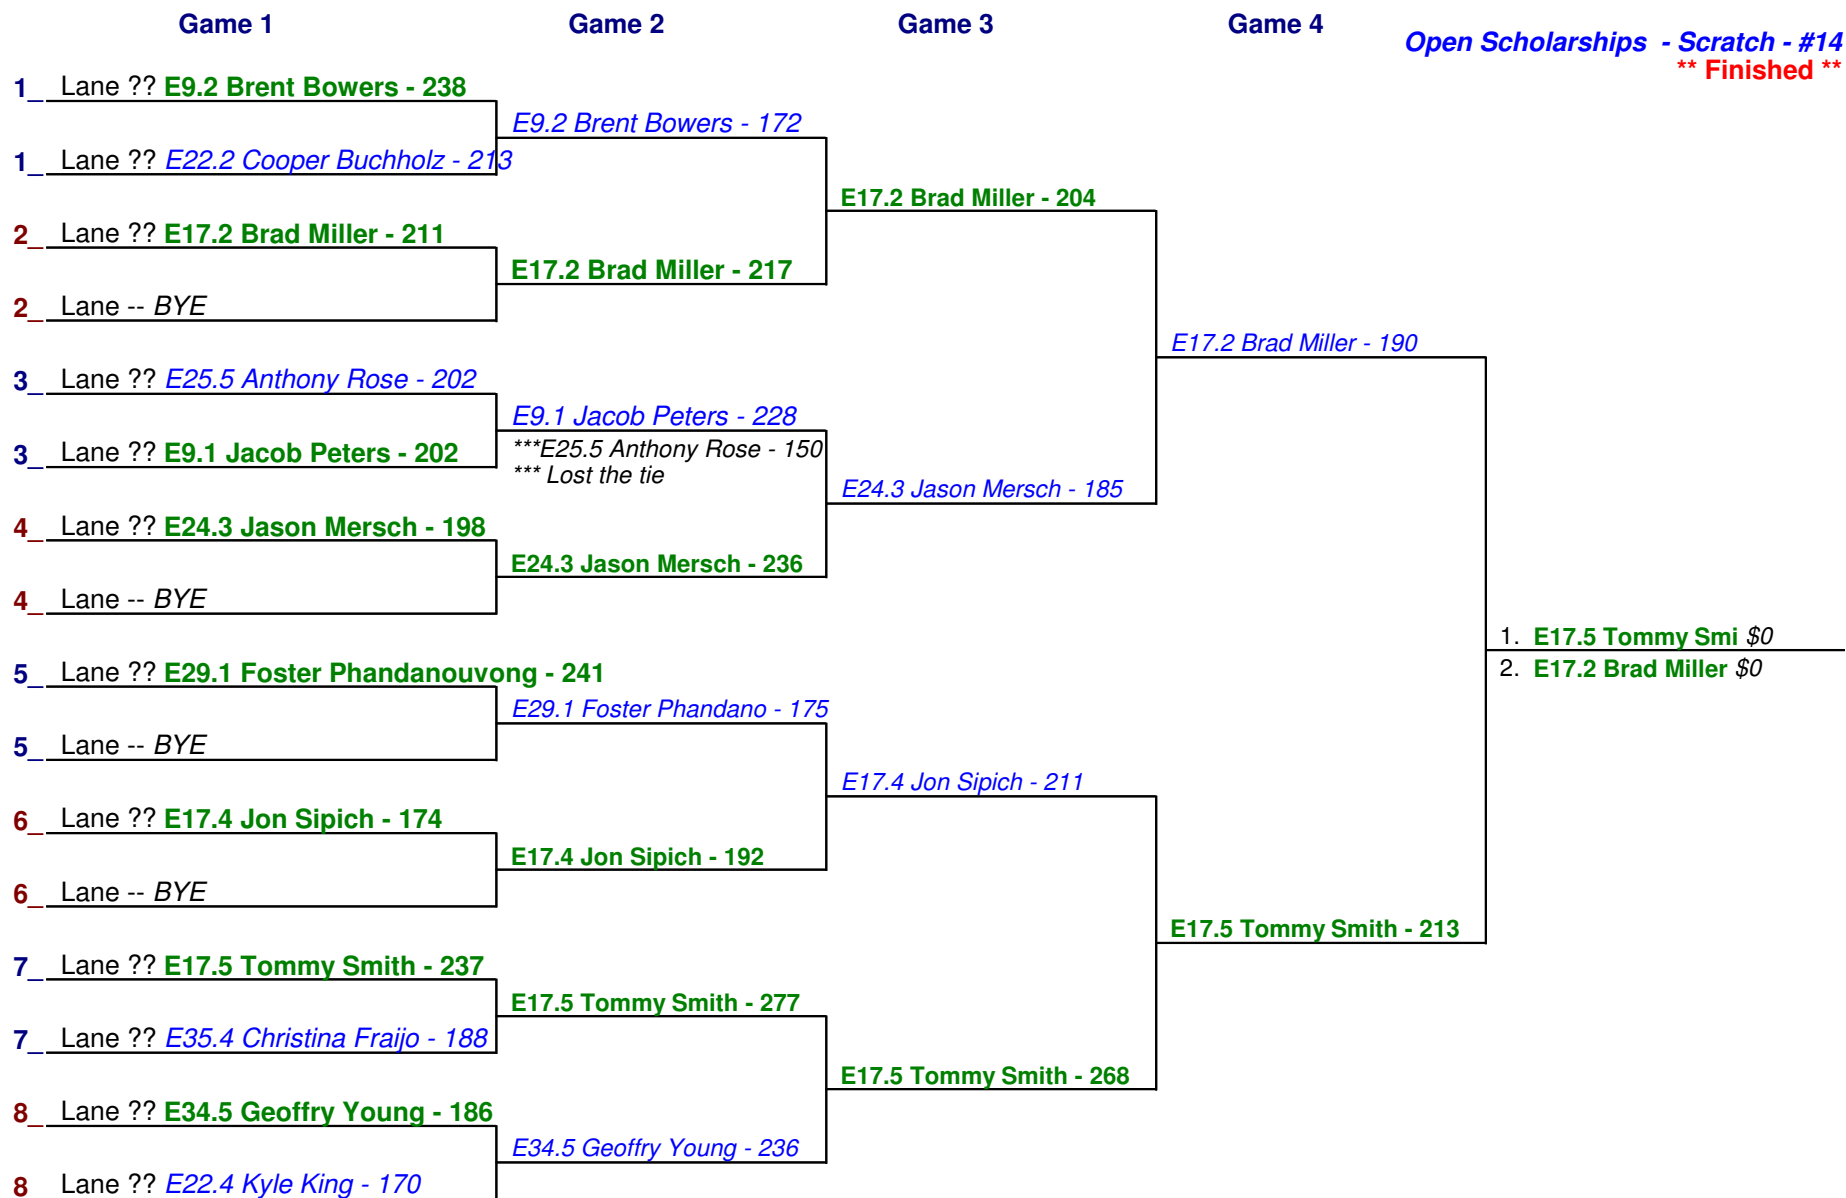 Game 1 Game 2 Game 3 Game 4
Open Scholarships - Scratch - #14
** Finished **
1_ Lane ?? E9.2 Brent Bowers - 238
E9.2 Brent Bowers - 172
1_ Lane ?? E22.2 Cooper Buchholz - 213
E17.2 Brad Miller - 204
2_ Lane ?? E17.2 Brad Miller - 211
E17.2 Brad Miller - 217
2_ Lane -- BYE
E17.2 Brad Miller - 190
3_ Lane ?? E25.5 Anthony Rose - 202
E9.1 Jacob Peters - 228
3_ Lane ?? E9.1 Jacob Peters - 202
***E25.5 Anthony Rose - 150
*** Lost the tie
E24.3 Jason Mersch - 185
4_ Lane ?? E24.3 Jason Mersch - 198
E24.3 Jason Mersch - 236
4_ Lane -- BYE
1. E17.5 Tommy Smi $0
2. E17.2 Brad Miller $0
5_ Lane ?? E29.1 Foster Phandanouvong - 241
E29.1 Foster Phandano - 175
5_ Lane -- BYE
E17.4 Jon Sipich - 211
6_ Lane ?? E17.4 Jon Sipich - 174
E17.4 Jon Sipich - 192
6_ Lane -- BYE
E17.5 Tommy Smith - 213
7_ Lane ?? E17.5 Tommy Smith - 237
E17.5 Tommy Smith - 277
7_ Lane ?? E35.4 Christina Fraijo - 188
E17.5 Tommy Smith - 268
8_ Lane ?? E34.5 Geoffry Young - 186
E34.5 Geoffry Young - 236
8 Lane ?? E22.4 Kyle King - 170